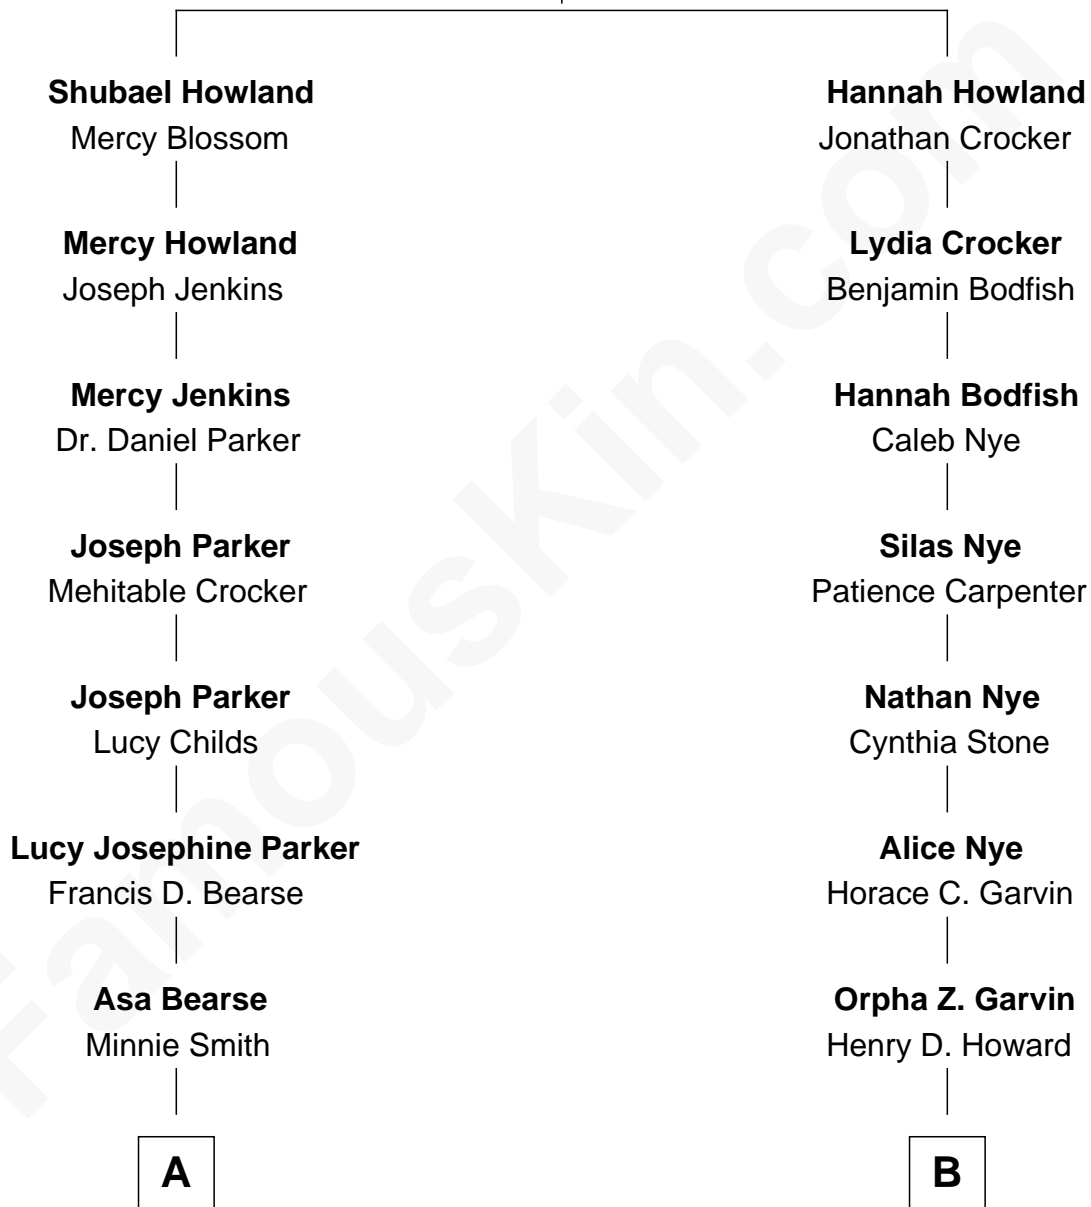 Shubael Howland
Mercy Blossom
Mercy Howland
Joseph Jenkins
Mercy Jenkins
Dr. Daniel Parker
Joseph Parker
Mehitable Crocker
Joseph Parker
Lucy Childs
Lucy Josephine Parker
Francis D. Bearse
Asa Bearse
Minnie Smith
A
Hannah Howland
Jonathan Crocker
Lydia Crocker
Benjamin Bodfish
Hannah Bodfish
Caleb Nye
Silas Nye
Patience Carpenter
Nathan Nye
Cynthia Stone
Alice Nye
Horace C. Garvin
Orpha Z. Garvin
Henry D. Howard
B
FamousKin.com